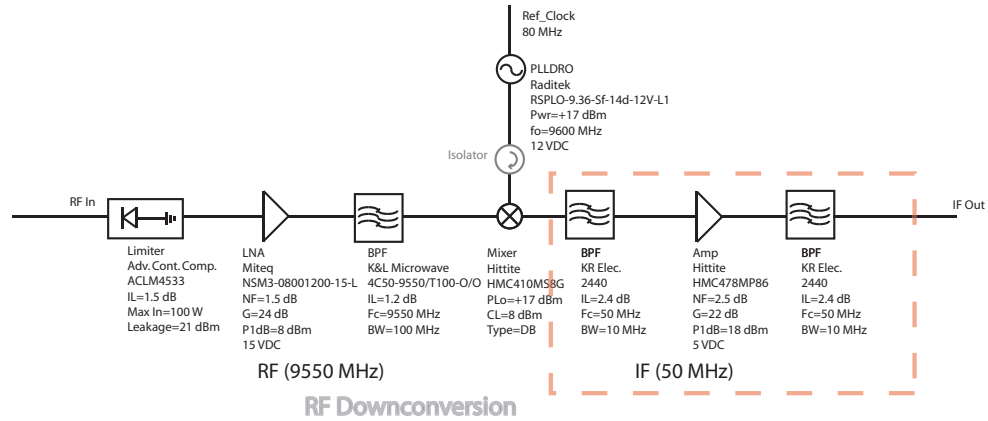 Ref_Clock
80 MHz
PLLDRO
Raditek
RSPLO-9.36-Sf-14d-12V-L1
Pwr=+17 dBm
fo=9600 MHz
12 VDC
Isolator
RF In
IF Out
Limiter
Adv. Cont. Comp.
ACLM4533
IL=1.5 dB
Max In=100 W
Leakage=21 dBm
LNA
Miteq
NSM3-08001200-15-L
NF=1.5 dB
G=24 dB
P1dB=8 dBm
15 VDC
BPF
K&L Microwave
4C50-9550/T100-O/O
IL=1.2 dB
Fc=9550 MHz
BW=100 MHz
Mixer
Hittite
HMC410MS8G
PLo=+17 dBm
CL=8 dBm
Type=DB
BPF
KR Elec.
2440
IL=2.4 dB
Fc=50 MHz
BW=10 MHz
Amp
Hittite
HMC478MP86
NF=2.5 dB
G=22 dB
P1dB=18 dBm
5 VDC
BPF
KR Elec.
2440
IL=2.4 dB
Fc=50 MHz
BW=10 MHz
RF (9550 MHz)
IF (50 MHz)
RF Downconversion